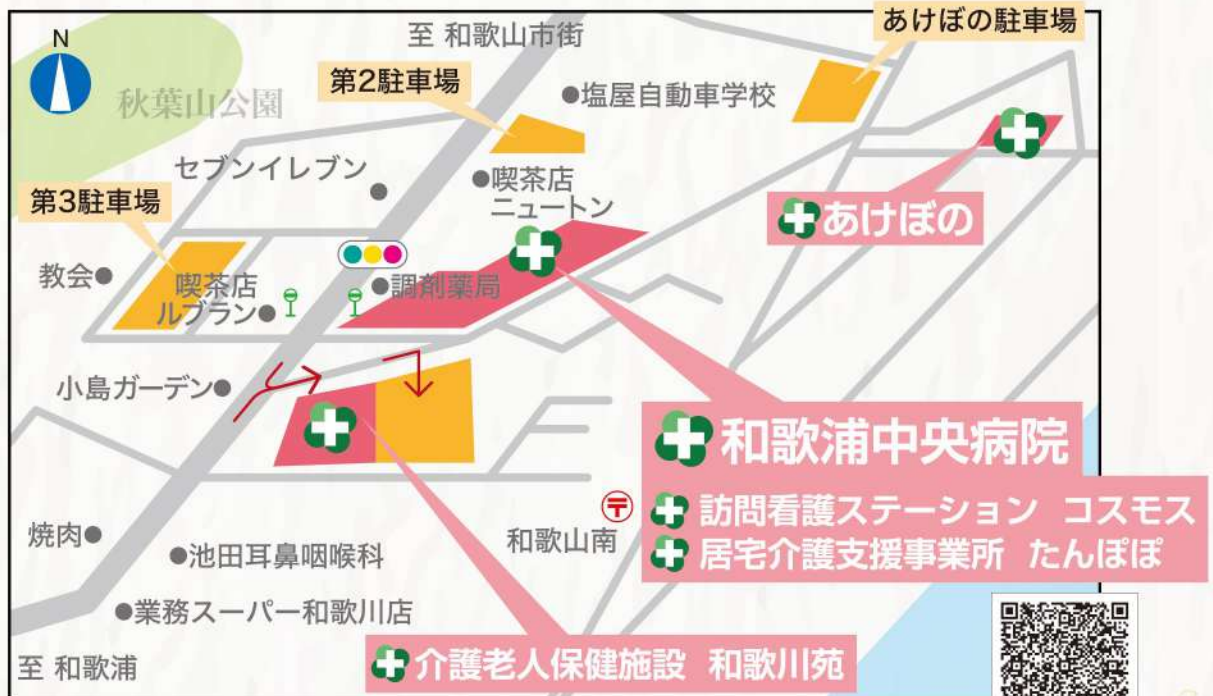 N
至 和歌山市街
あけぼの駐車場
秋葉山公園
第2駐車場
●塩屋自動車学校
セブンイレブン
●喫茶店
ニュートン
第3駐車場
あけぼの
教会●
喫茶店
ルブラン●
●調剤薬局
小島ガーデン●
和歌浦中央病院
訪問看護ステーション コスモス
居宅介護支援事業所 たんぽぽ
〒
和歌山南
焼肉●
●池田耳鼻咽喉科
●業務スーパー和歌川店
至 和歌浦
介護老人保健施設 和歌川苑